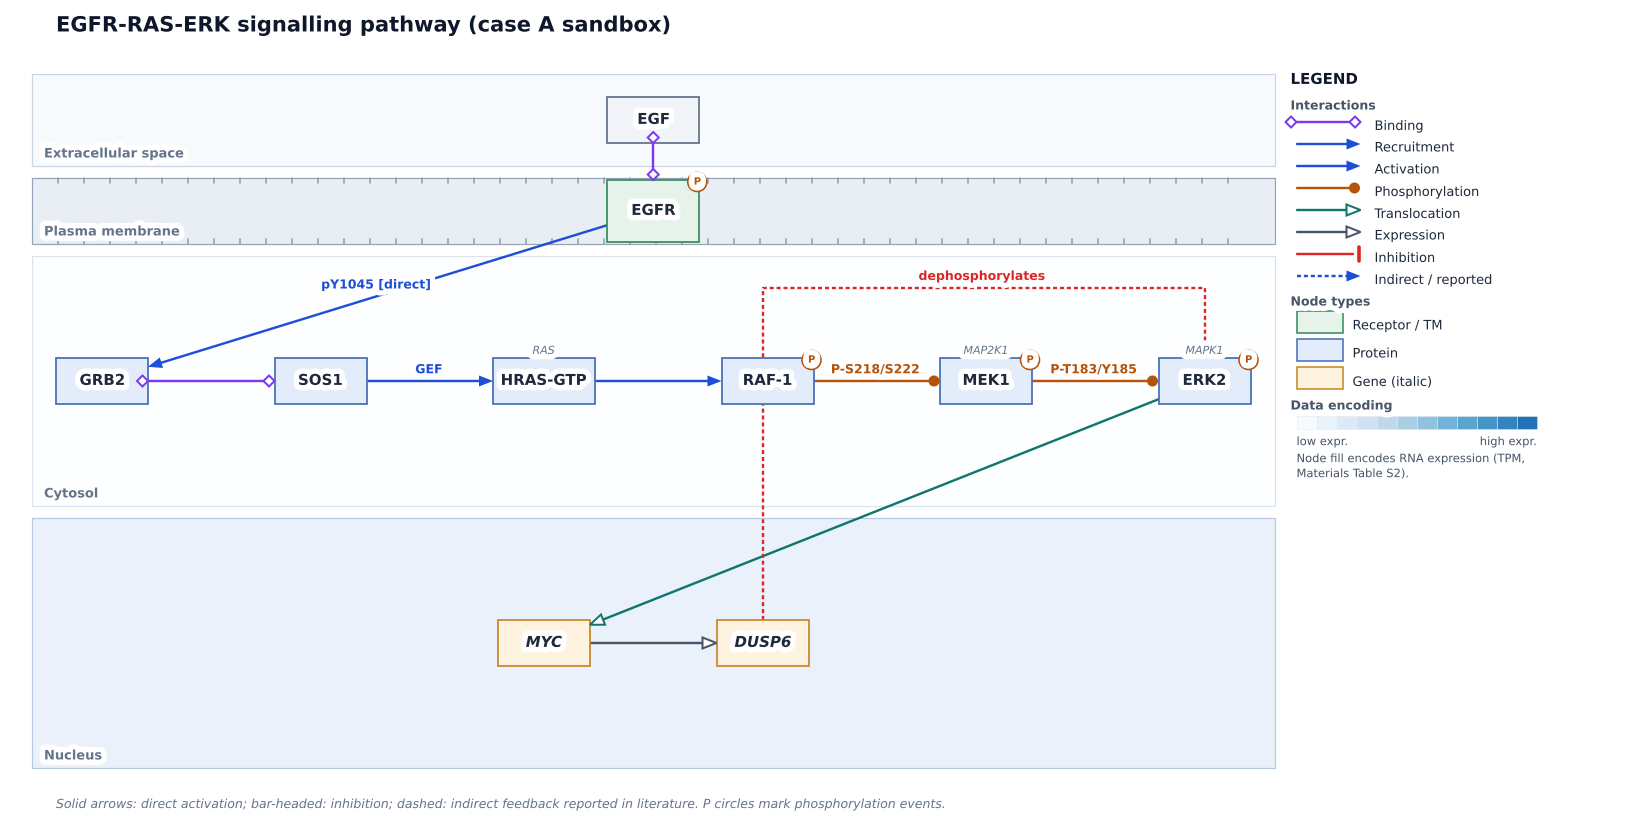 EGFR-RAS-ERK signalling pathway (case A sandbox)
EGF
Extracellular space
P
EGFR
Plasma membrane
pY1045 [direct]
dephosphorylates
RAS
MAP2K1
MAPK1
P
P
P
GRB2
SOS1
GEF
HRAS-GTP
RAF-1
P-S218/S222
MEK1
P-T183/Y185
ERK2
Cytosol
MYC
DUSP6
Nucleus
Solid arrows: direct activation; bar-headed: inhibition; dashed: indirect feedback reported in literature. P circles mark phosphorylation events.
LEGEND
Interactions
Binding
Recruitment
Activation
Phosphorylation
Translocation
Expression
Inhibition
Indirect / reported
Node types
Receptor / TM
Protein
Gene (italic)
Data encoding
low expr.
high expr.
Node fill encodes RNA expression (TPM,
Materials Table S2).